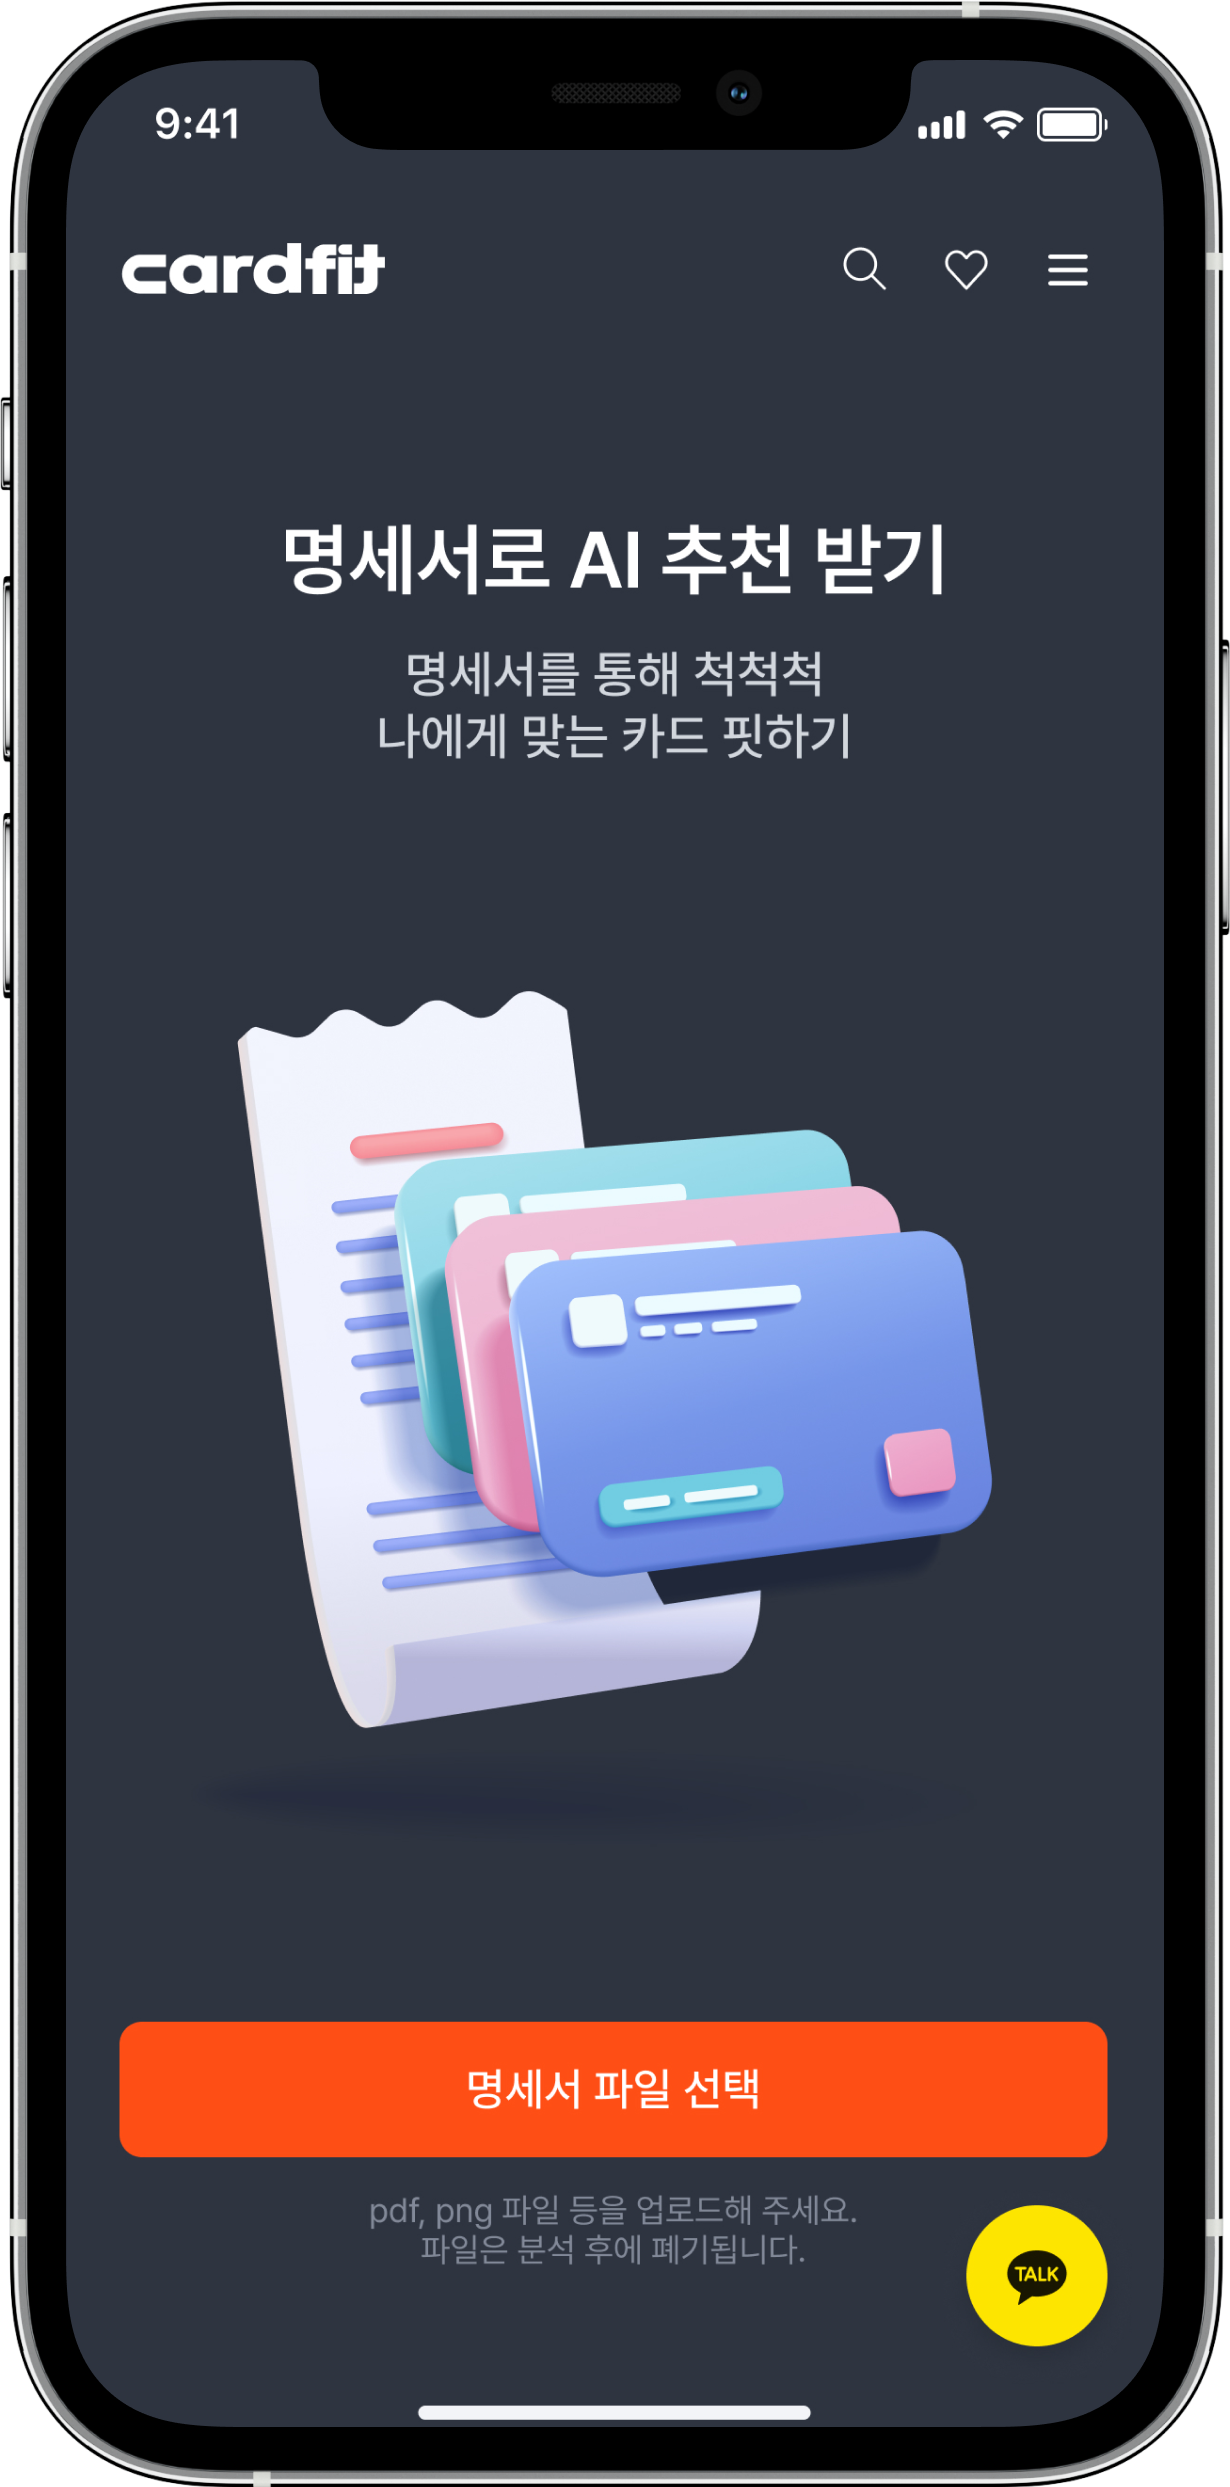 9:41
cardfit
명세서로 AI 추천 받기
명세서를 통해 척척척
나에게 맞는 카드 핏하기
명세서 파일 선택
pdf, png 파일 등을 업로드해 주세요.
파일은 분석 후에 폐기됩니다.
TALK